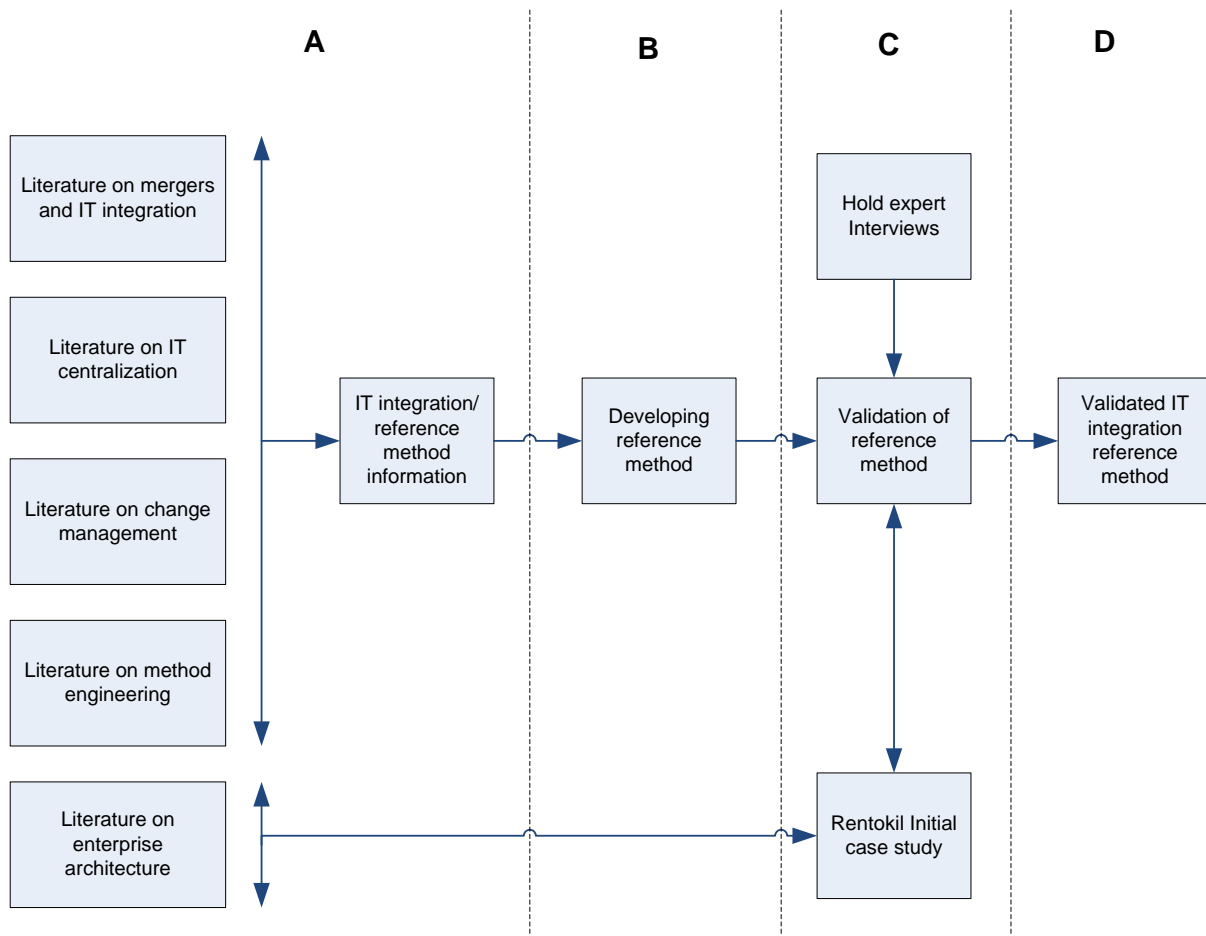 A
B
C
D
Literature on mergers
and IT integration
Literature on IT
centralization
Literature on change
management
Literature on method
engineering
Literature on
enterprise
architecture
IT integration/
reference
method
information
Developing
reference
method
Hold expert
Interviews
Validation of
reference
method
Rentokil Initial
case study
Validated IT
integration
reference
method